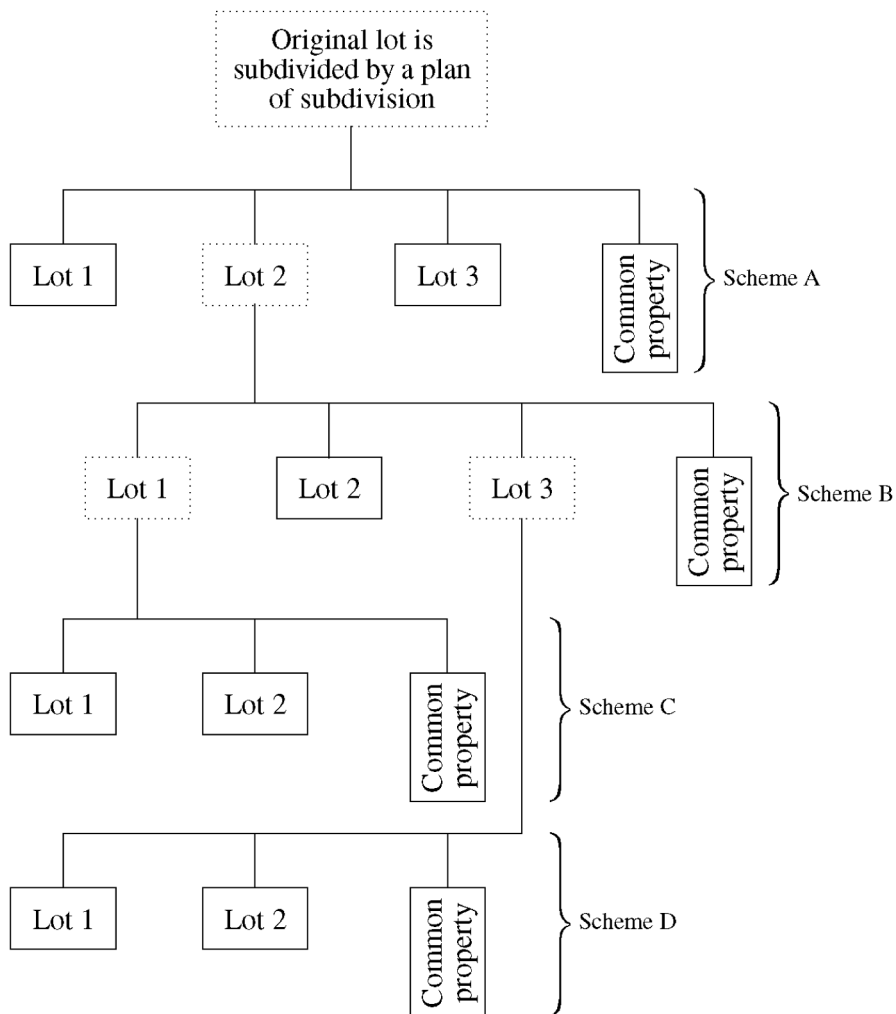 Original lot is
subdivided by a plan
of subdivision
Lot 1
Lot 2
Lot 3
Common
property
Scheme A
Lot 1
Lot 2
Lot 3
Common
property
Scheme B
Lot 1
Lot 2
Common
property
Scheme C
Lot 1
Lot 2
Common
property
Scheme D